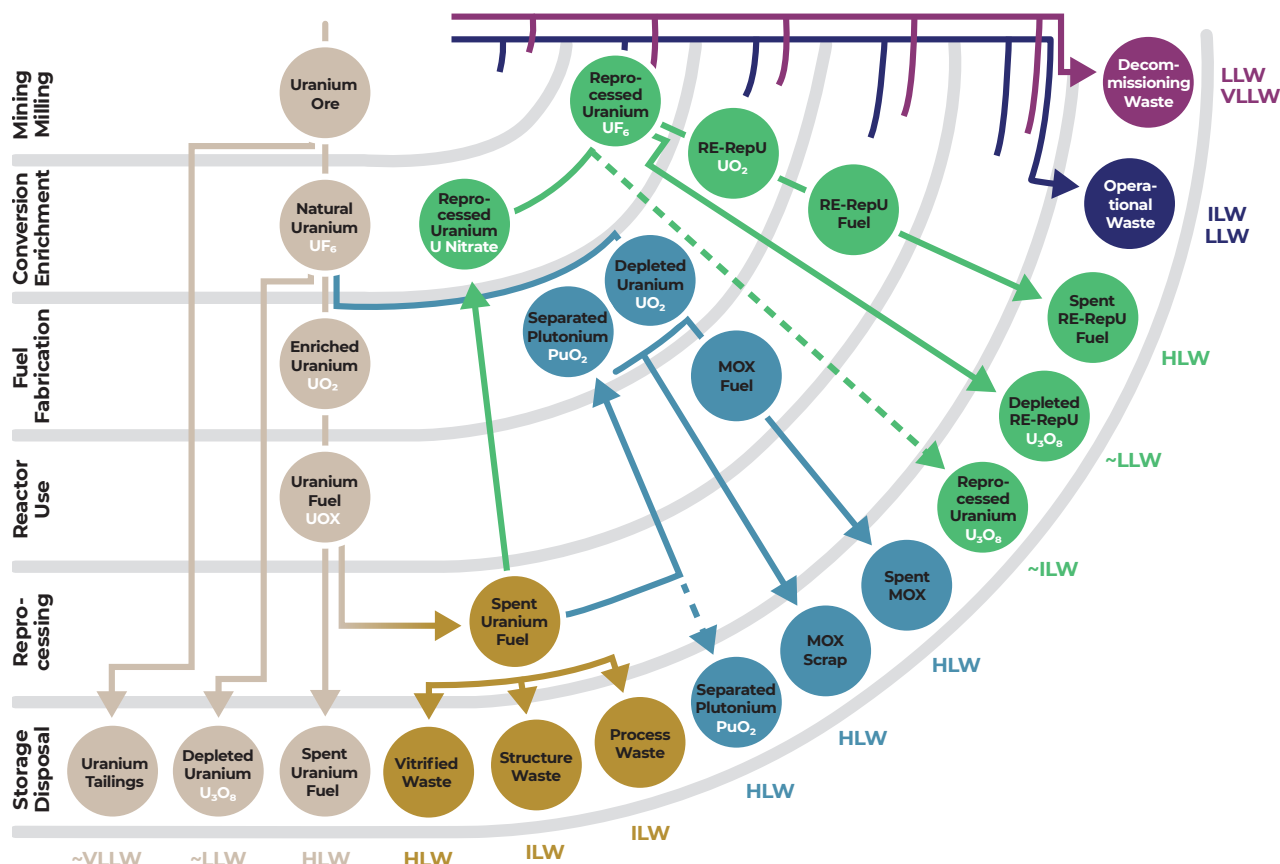 Mining
Milling
Conversion
Enrichment
Fuel
Fabrication
Reactor
Use
Repro-
cessing
Storage
Disposal
Uranium
Ore
Natural
Uranium
UF₆
Enriched
Uranium
UO₂
Uranium
Fuel
UOX
Uranium
Tailings
Depleted
Uranium
U₃O₈
Spent
Uranium
Fuel
~VLLW
~LLW
HLW
Spent
Uranium
Fuel
Vitrified
Waste
Structure
Waste
Process
Waste
HLW
ILW
ILW
Depleted
Uranium
UO₂
Separated
Plutonium
PuO₂
MOX
Fuel
Separated
Plutonium
PuO₂
MOX
Scrap
Spent
MOX
HLW
HLW
HLW
Repro-
cessed
Uranium
U Nitrate
Repro-
cessed
Uranium
UF₆
RE-RepU
UO₂
RE-RepU
Fuel
Spent
RE-RepU
Fuel
Depleted
RE-RepU
U₃O₈
Repro-
cessed
Uranium
U₃O₈
HLW
~LLW
~ILW
Decom-
missioning
Waste
LLW
VLLW
Opera-
tional
Waste
ILW
LLW